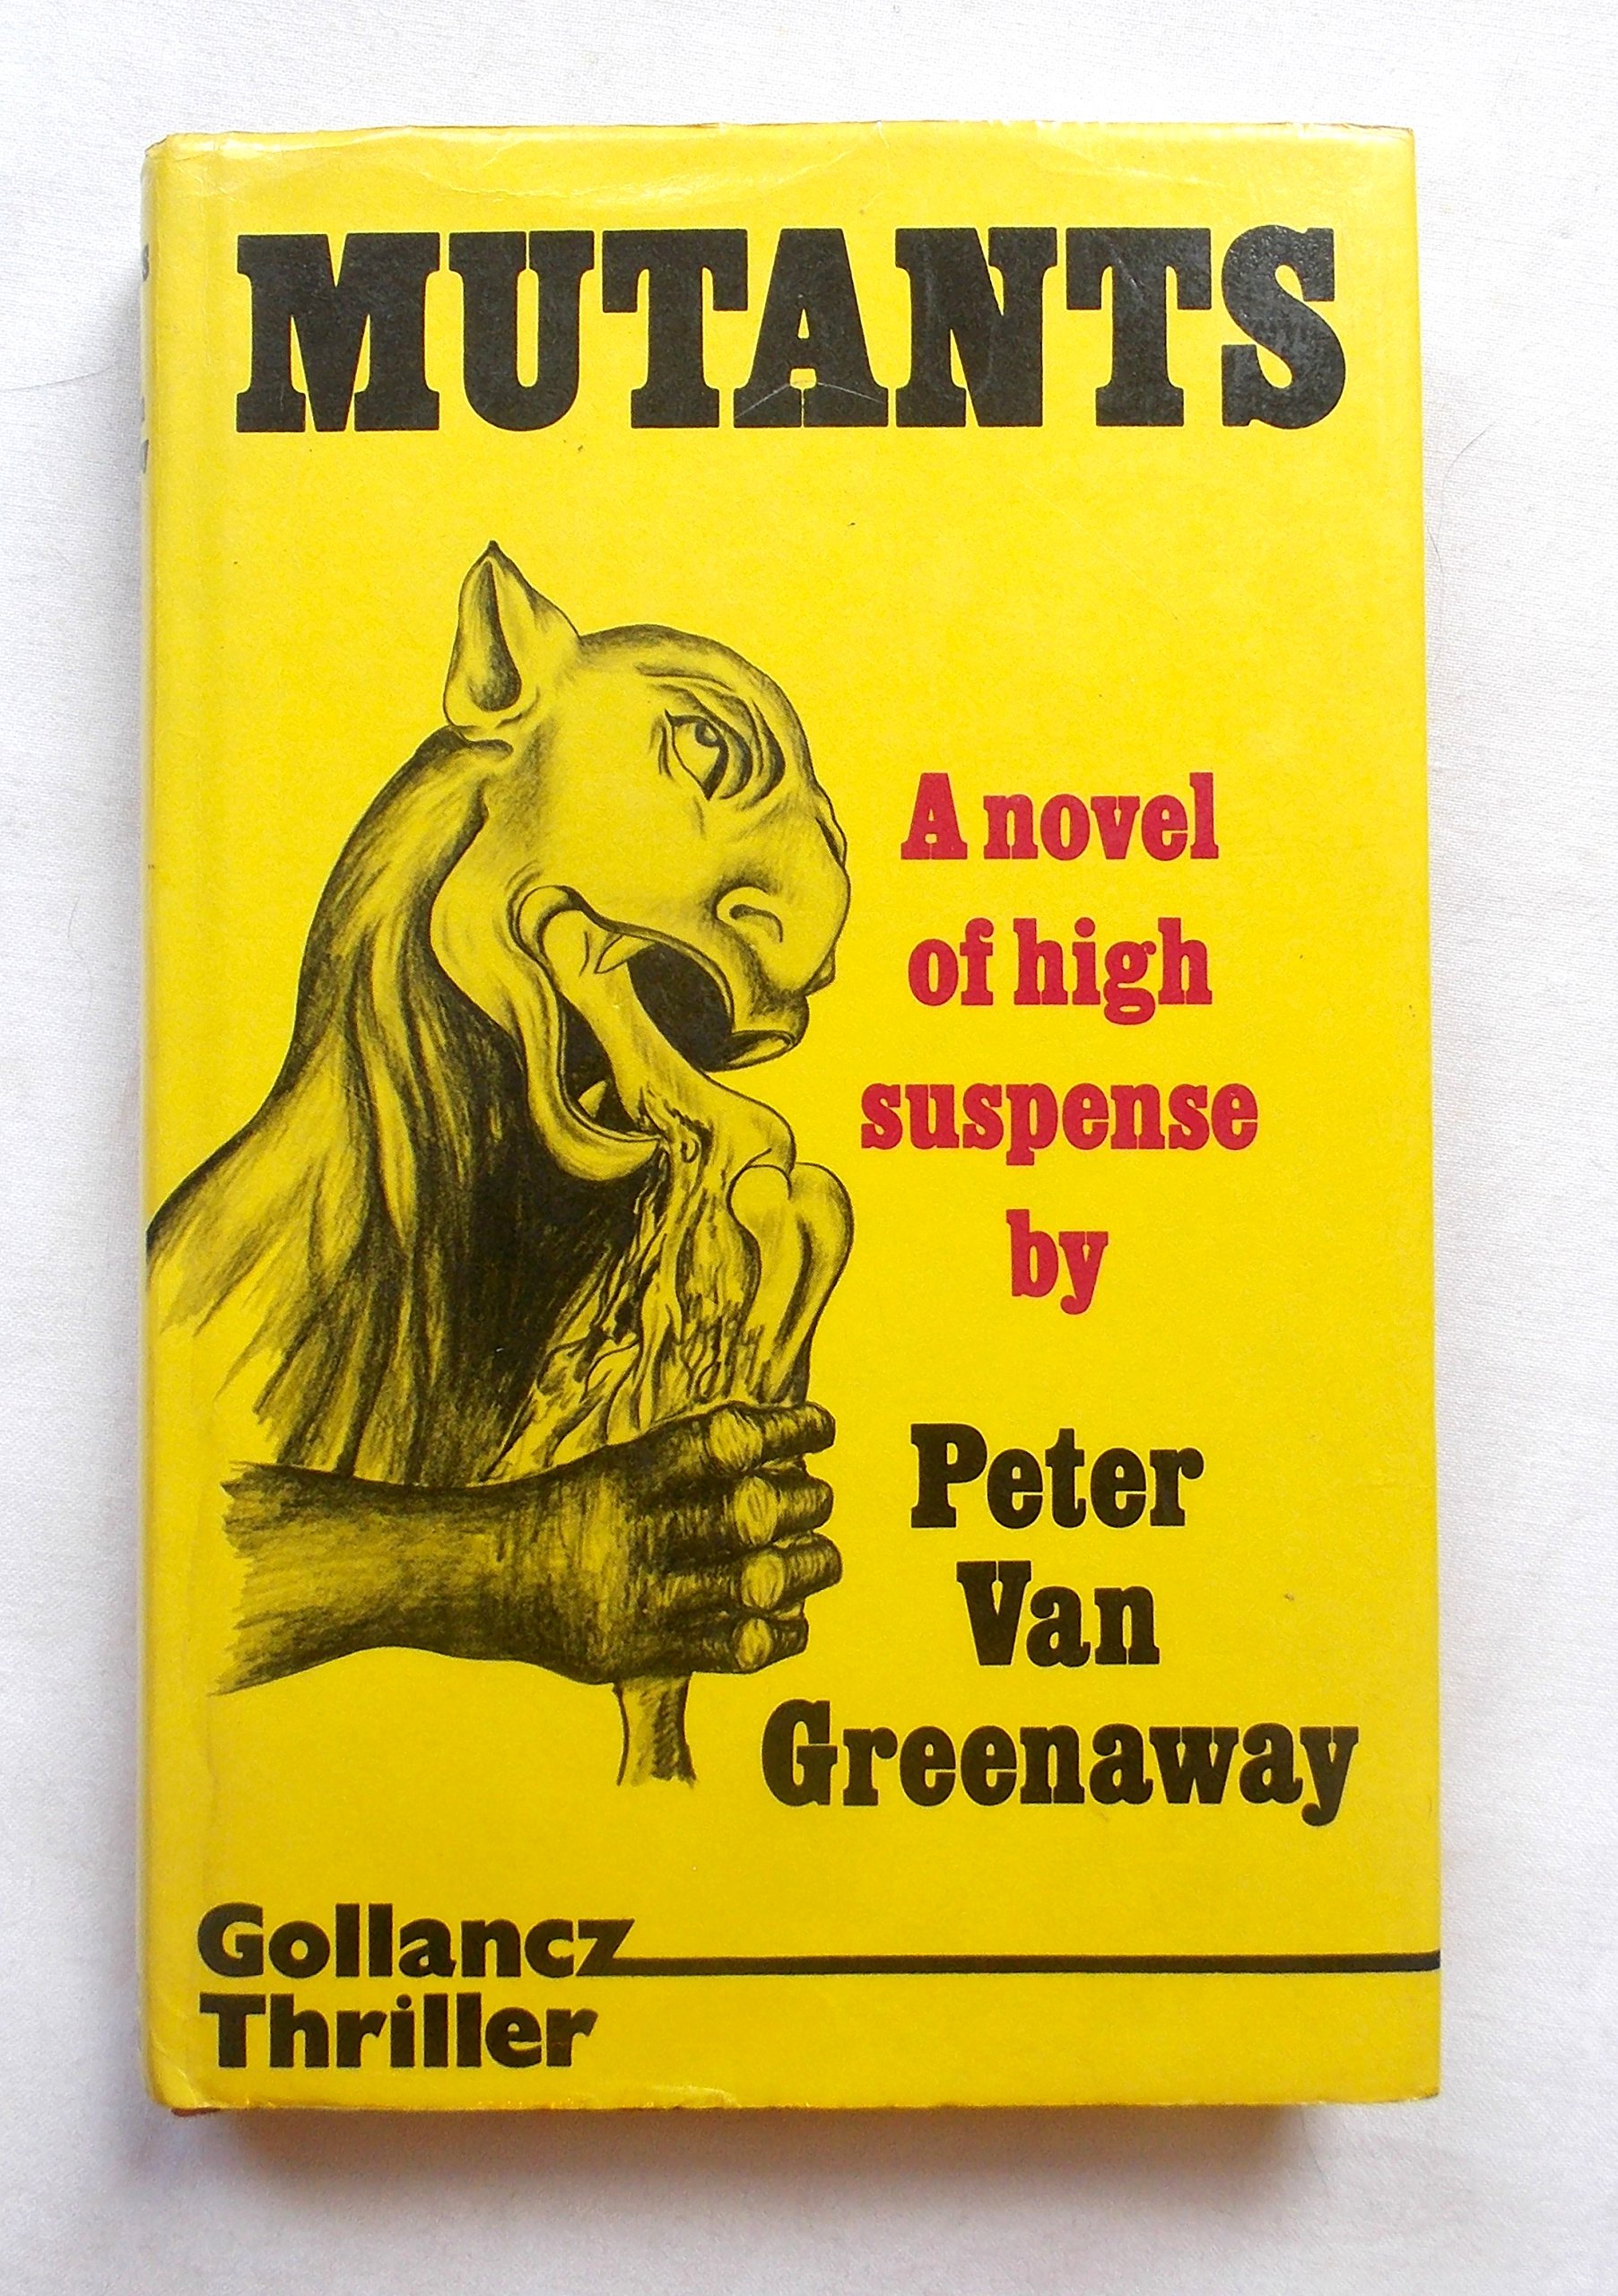 MUTANTS
A novel
of high
suspense
by
Peter
Van
Greenaway
Gollancz
Thriller